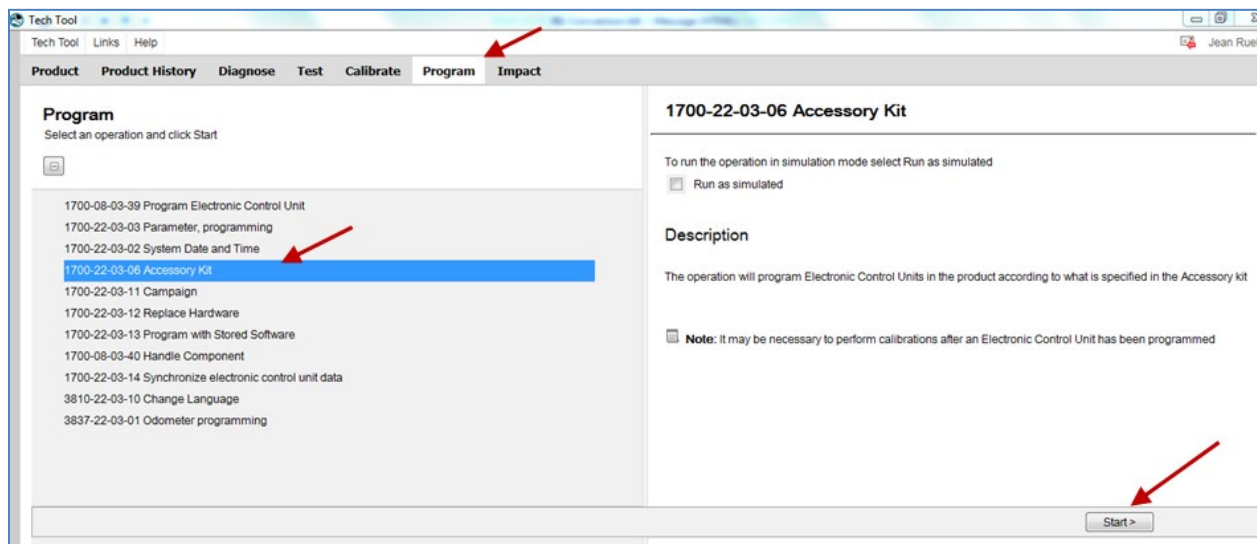 Tech Tool
Tech Tool Links Help
Jean Ruel
Product Product History Diagnose Test Calibrate Program Impact
Program
Select an operation and click Start
1700-08-03-39 Program Electronic Control Unit
1700-22-03-03 Parameter, programming
1700-22-03-02 System Date and Time
1700-22-03-06 Accessory Kit
1700-22-03-11 Campaign
1700-22-03-12 Replace Hardware
1700-22-03-13 Program with Stored Software
1700-08-03-40 Handle Component
1700-22-03-14 Synchronize electronic control unit data
3810-22-03-10 Change Language
3837-22-03-01 Odometer programming
1700-22-03-06 Accessory Kit
To run the operation in simulation mode select Run as simulated
Run as simulated
Description
The operation will program Electronic Control Units in the product according to what is specified in the Accessory kit
Note: It may be necessary to perform calibrations after an Electronic Control Unit has been programmed
Start >